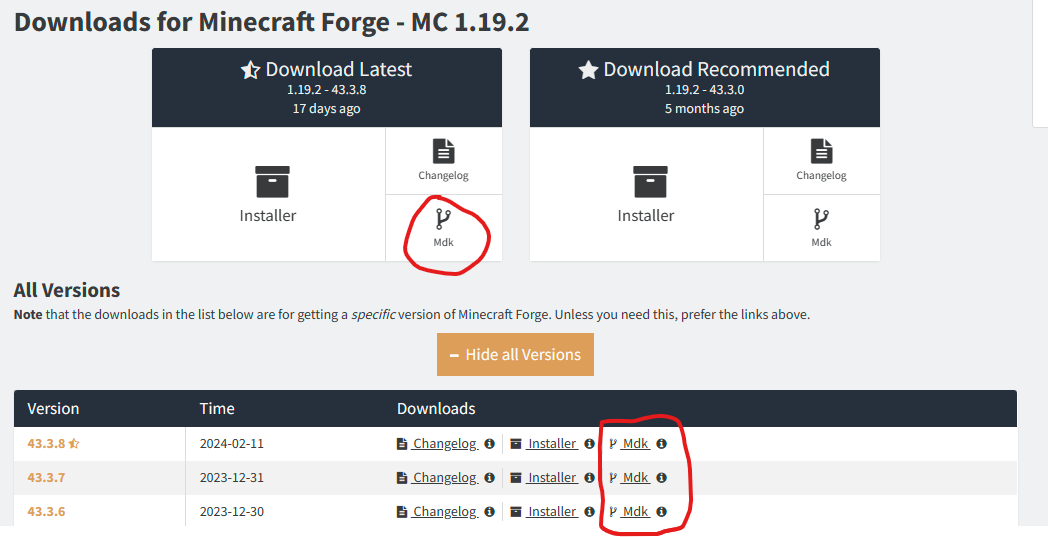 Downloads for Minecraft Forge - MC 1.19.2
Download Latest
1.19.2 - 43.3.8
17 days ago
Installer
Changelog
Mdk
Download Recommended
1.19.2 - 43.3.0
5 months ago
Installer
Changelog
Mdk
All Versions
Note that the downloads in the list below are for getting a specific version of Minecraft Forge. Unless you need this, prefer the links above.
– Hide all Versions
Version Time Downloads
43.3.8 2024-02-11 Changelog Installer Mdk
43.3.7 2023-12-31 Changelog Installer Mdk
43.3.6 2023-12-30 Changelog Installer Mdk